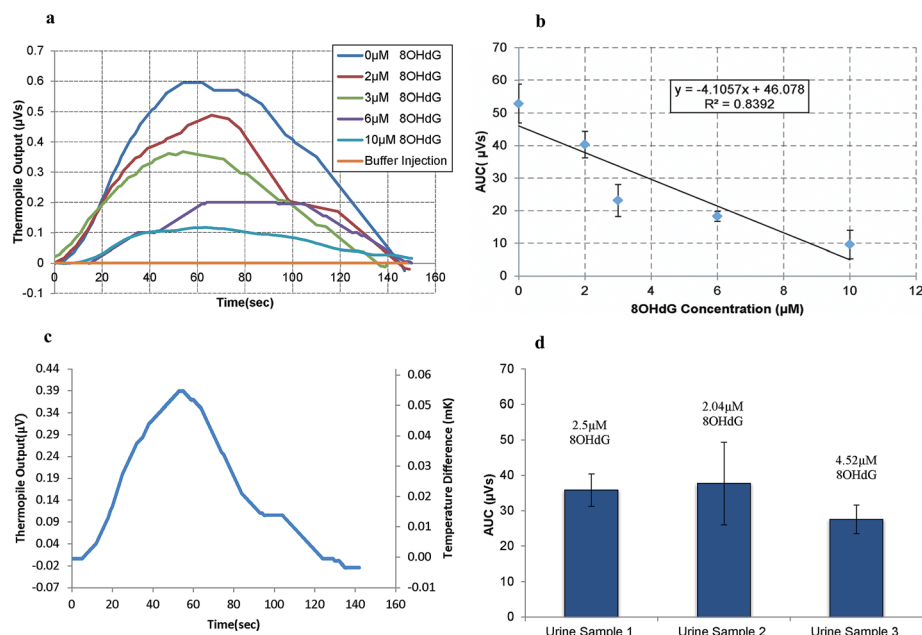 a
Thermopile Output (µVs)
0.7
0.6
0.5
0.4
0.3
0.2
0.1
0
-0.1
0 20 40 60 80 100 120 140 160
Time(sec)
0µM 8OHdG
2µM 8OHdG
3µM 8OHdG
6µM 8OHdG
10µM 8OHdG
Buffer Injection
b
AUC( µVs)
70
60
50
40
30
20
10
0
0 2 4 6 8 10 12
8OHdG Concentration (µM)
y = -4.1057x + 46.078
R² = 0.8392
c
Thermopile Output(µV)
0.44
0.39
0.34
0.29
0.24
0.19
0.14
0.09
0.04
-0.02
-0.07
0 20 40 60 80 100 120 140 160
Time(sec)
0.06
0.05
0.04
0.03
0.02
0.01
0.00
-0.01
Temperature Difference (mK)
d
AUC (µVs)
70
60
50
40
30
20
10
0
2.5µM
8OHdG
2.04µM
8OHdG
4.52µM
8OHdG
Urine Sample 1 Urine Sample 2 Urine Sample 3